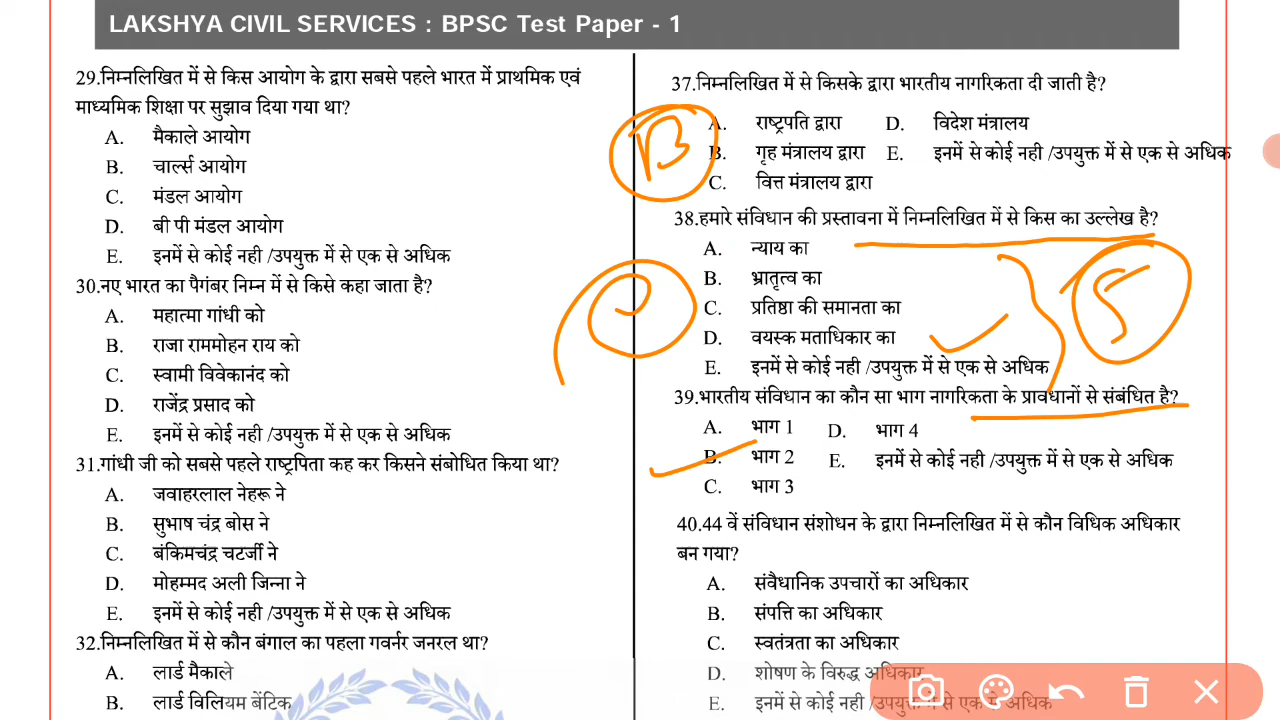 LAKSHYA CIVIL SERVICES : BPSC Test Paper - 1
29.निम्नलिखित में से किस आयोग के द्वारा सबसे पहले भारत में प्राथमिक एवं
माध्यमिक शिक्षा पर सुझाव दिया गया था?
A. मैकाले आयोग
B. चार्ल्स आयोग
C. मंडल आयोग
D. बी पी मंडल आयोग
E. इनमें से कोई नही /उपयुक्त में से एक से अधिक
30.नए भारत का पैगंबर निम्न में से किसे कहा जाता है?
A. महात्मा गांधी को
B. राजा राममोहन राय को
C. स्वामी विवेकानंद को
D. राजेंद्र प्रसाद को
E. इनमें से कोई नही /उपयुक्त में से एक से अधिक
31.गांधी जी को सबसे पहले राष्ट्रपिता कह कर किसने संबोधित किया था?
A. जवाहरलाल नेहरू ने
B. सुभाष चंद्र बोस ने
C. बंकिमचंद्र चटर्जी ने
D. मोहम्मद अली जिन्ना ने
E. इनमें से कोई नही /उपयुक्त में से एक से अधिक
32.निम्नलिखित में से कौन बंगाल का पहला गवर्नर जनरल था?
A. लार्ड मैकाले
B. लार्ड विलियम बेंटिक
37.निम्नलिखित में से किसके द्वारा भारतीय नागरिकता दी जाती है?
A. राष्ट्रपति द्वारा D. विदेश मंत्रालय
B
B. गृह मंत्रालय द्वारा E. इनमें से कोई नही /उपयुक्त में से एक से अधिक
C. वित्त मंत्रालय द्वारा
38.हमारे संविधान की प्रस्तावना में निम्नलिखित में से किस का उल्लेख है?
A. न्याय का
B. भ्रातृत्व का
C. प्रतिष्ठा की समानता का
D. वयस्क मताधिकार का
E. इनमें से कोई नही /उपयुक्त में से एक से अधिक
39.भारतीय संविधान का कौन सा भाग नागरिकता के प्रावधानों से संबंधित है?
A. भाग 1 D. भाग 4
B. भाग 2 E. इनमें से कोई नही /उपयुक्त में से एक से अधिक
C. भाग 3
40.44 वें संविधान संशोधन के द्वारा निम्नलिखित में से कौन विधिक अधिकार
बन गया?
A. संवैधानिक उपचारों का अधिकार
B. संपत्ति का अधिकार
C. स्वतंत्रता का अधिकार
D. शोषण के विरुद्ध अधिकार
E. इनमें से कोई नही /उपयुक्त में से एक से अधिक